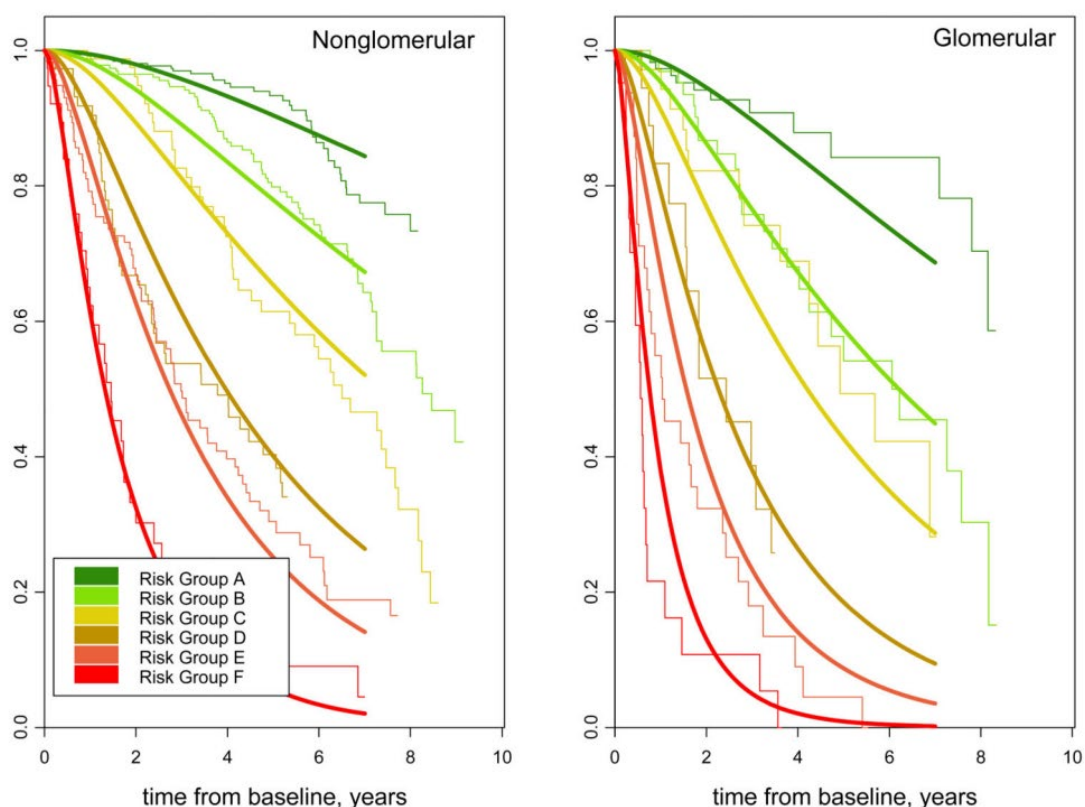 Nonglomerular
1.0
0.8
0.6
0.4
0.2
0.0
0 2 4 6 8 10
time from baseline, years
Risk Group A
Risk Group B
Risk Group C
Risk Group D
Risk Group E
Risk Group F
Glomerular
1.0
0.8
0.6
0.4
0.2
0.0
0 2 4 6 8 10
time from baseline, years